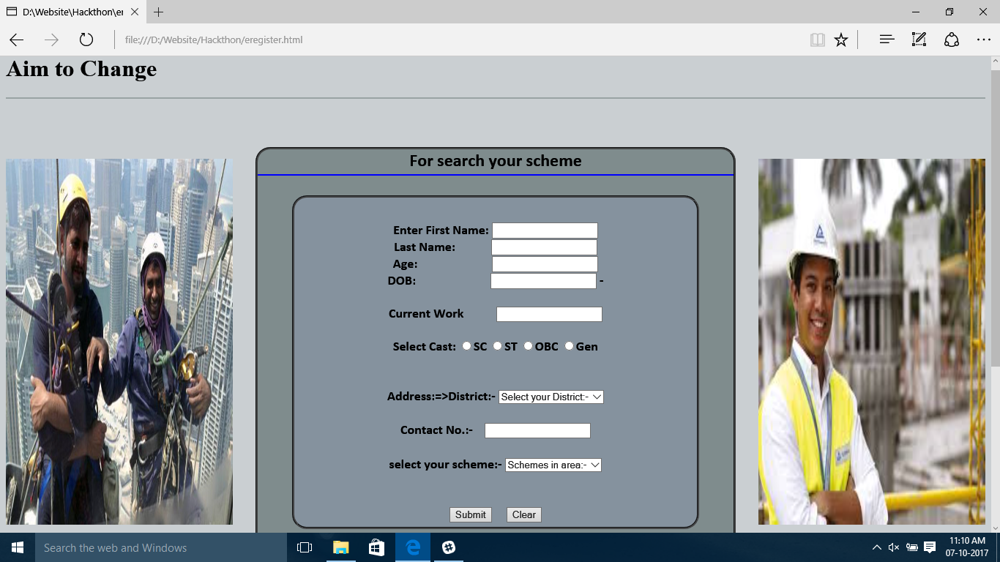 D:\Website\Hackthon\er
file:///D:/Website/Hackthon/eregister.html
Aim to Change
For search your scheme
Enter First Name:
Last Name:
Age:
DOB: -
Current Work
Select Cast: SC ST OBC Gen
Address:=>District:- Select your District:-
Contact No.:-
select your scheme:- Schemes in area:-
Submit Clear
Search the web and Windows
11:10 AM
07-10-2017